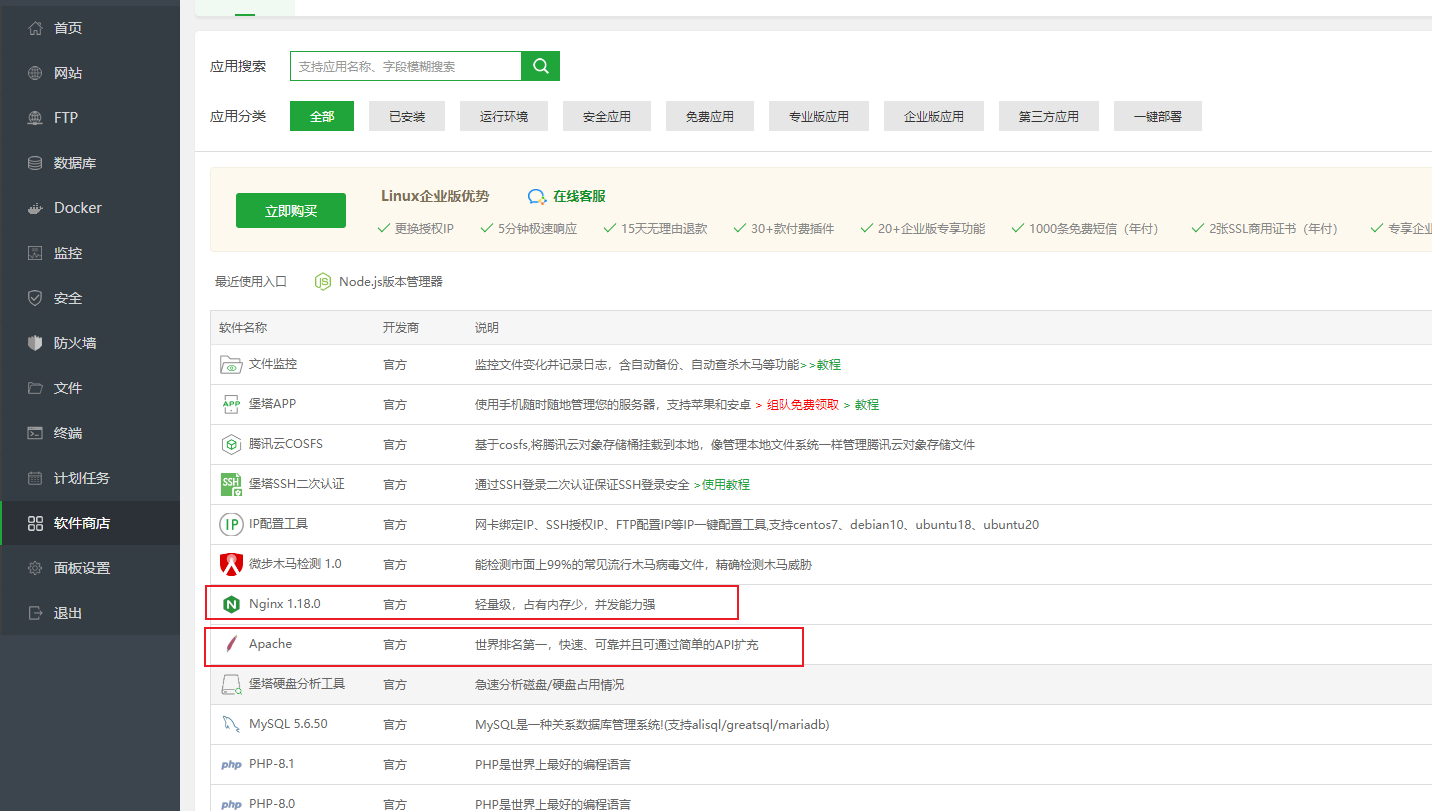 首页
网站
FTP
数据库
Docker
监控
安全
防火墙
文件
终端
计划任务
软件商店
面板设置
退出
应用搜索 支持应用名称、字段模糊搜索
应用分类 全部 已安装 运行环境 安全应用 免费应用 专业版应用 企业版应用 第三方应用 一键部署
立即购买 Linux企业版优势 在线客服
更换授权IP 5分钟极速响应 15天无理由退款 30+款付费插件 20+企业版专享功能 1000条免费短信（年付） 2张SSL商用证书（年付） 专享企业
最近使用入口 JS Node.js版本管理器
软件名称 开发商 说明
文件监控 官方 监控文件变化并记录日志，含自动备份、自动查杀木马等功能>>教程
APP 堡塔APP 官方 使用手机随时随地管理您的服务器，支持苹果和安卓 > 组队免费领取 > 教程
腾讯云COSFS 官方 基于cosfs,将腾讯云对象存储桶挂载到本地，像管理本地文件系统一样管理腾讯云对象存储文件
SSH 堡塔SSH二次认证 官方 通过SSH登录二次认证保证SSH登录安全 >使用教程
IP IP配置工具 官方 网卡绑定IP、SSH授权IP、FTP配置IP等IP一键配置工具,支持centos7、debian10、ubuntu18、ubuntu20
微步木马检测 1.0 官方 能检测市面上99%的常见流行木马病毒文件，精确检测木马威胁
N Nginx 1.18.0 官方 轻量级，占有内存少，并发能力强
Apache 官方 世界排名第一，快速、可靠并且可通过简单的API扩充
堡塔硬盘分析工具 官方 急速分析磁盘/硬盘占用情况
MySQL 5.6.50 官方 MySQL是一种关系数据库管理系统!(支持alisql/greatsql/mariadb)
php PHP-8.1 官方 PHP是世界上最好的编程语言
php PHP-8.0 官方 PHP是世界上最好的编程语言